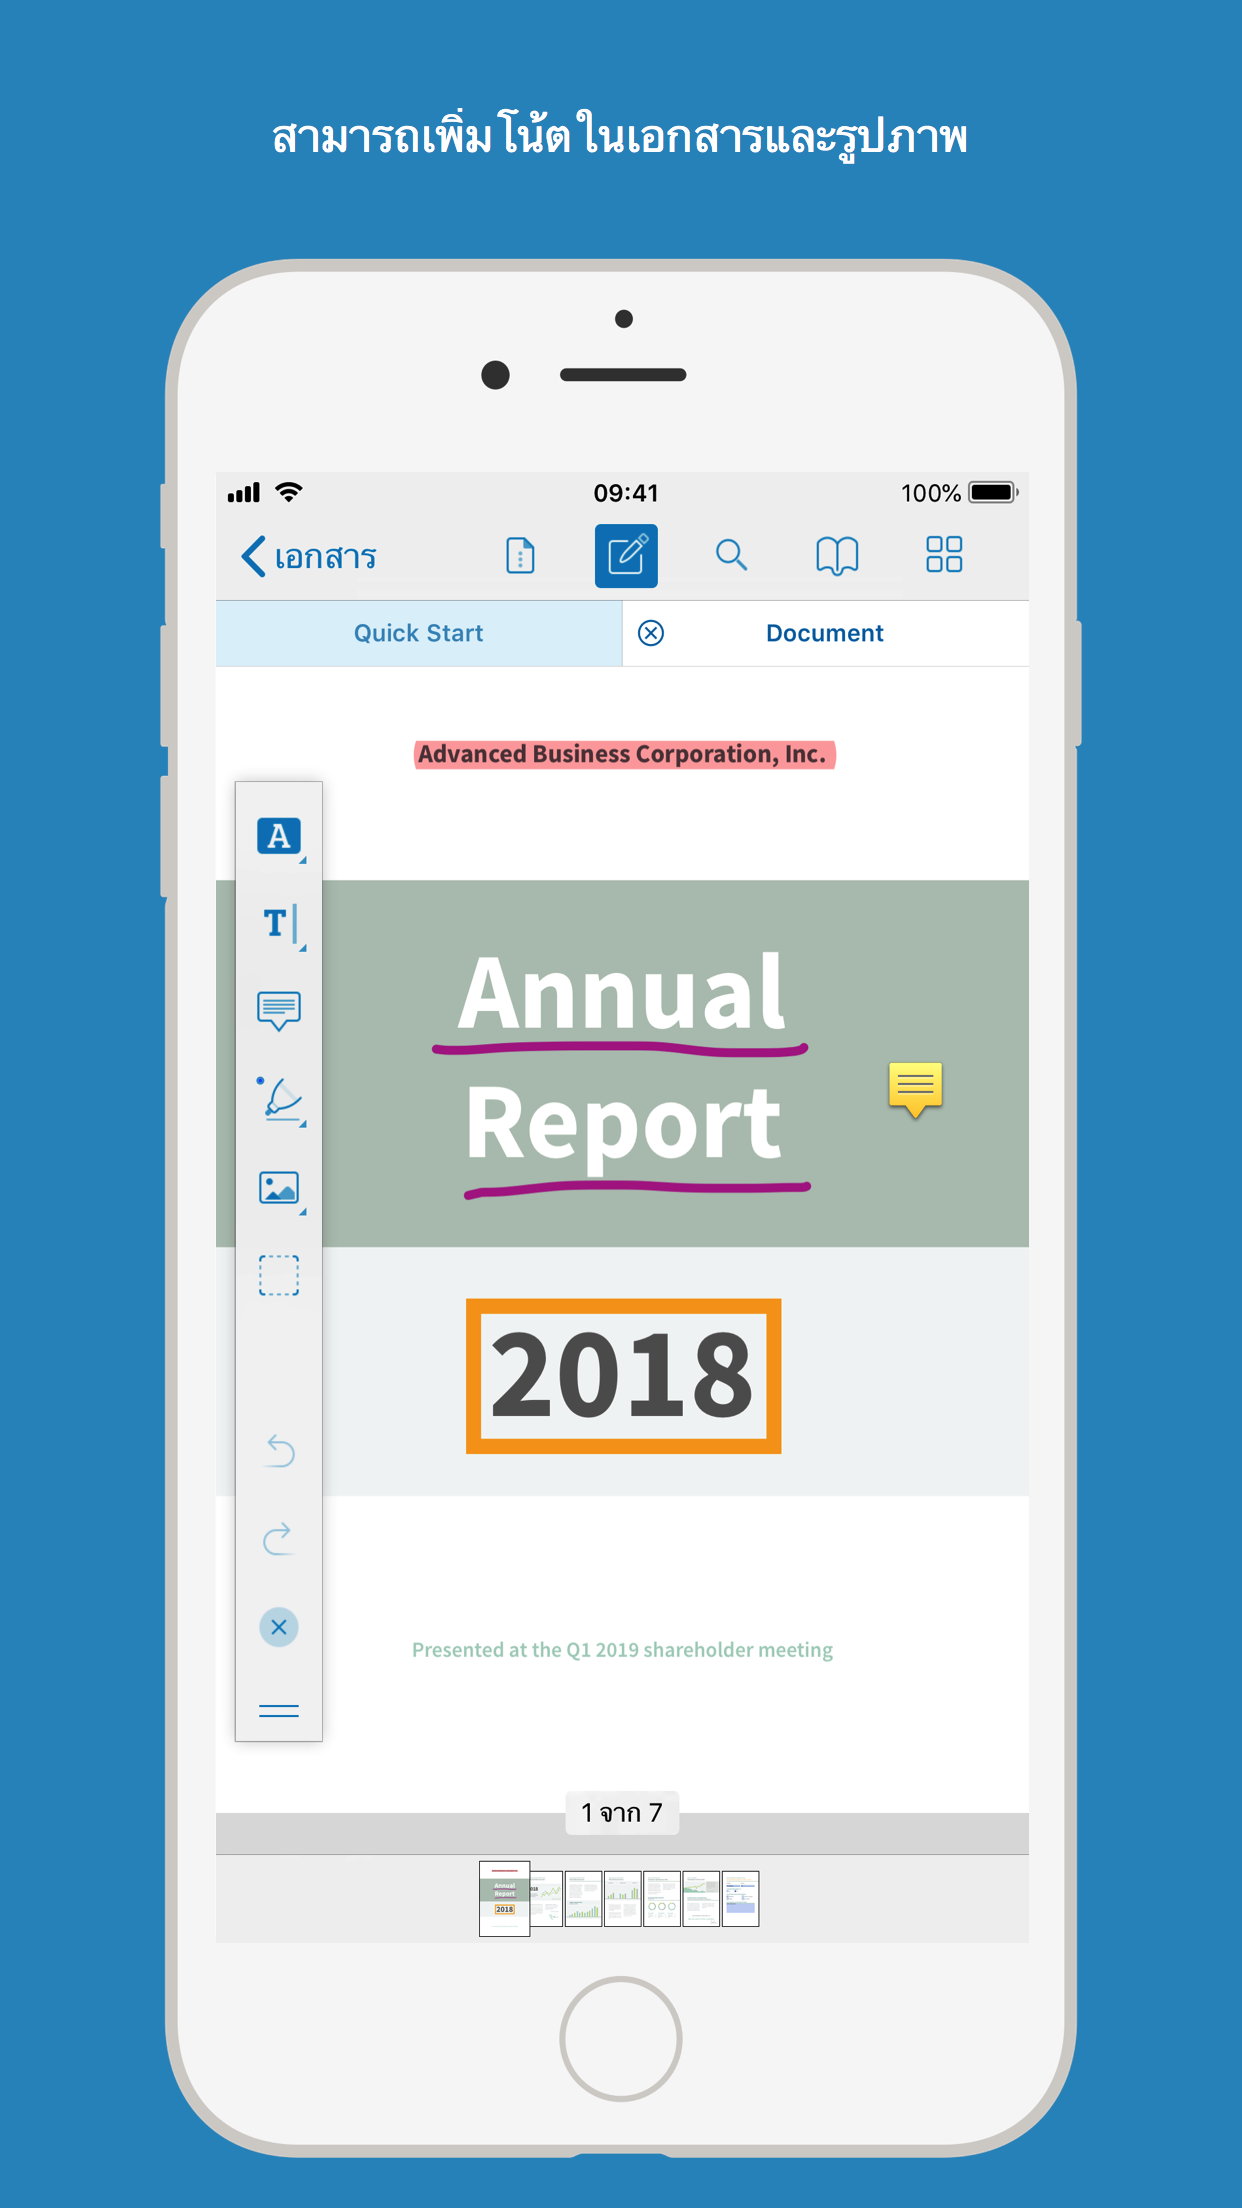 สามารถเพิ่มโน้ตในเอกสารและรูปภาพ
09:41
100%
เอกสาร
Quick Start
Document
Advanced Business Corporation, Inc.
A
T
Annual
Report
2018
Presented at the Q1 2019 shareholder meeting
1 จาก 7
Annual
Report
2018